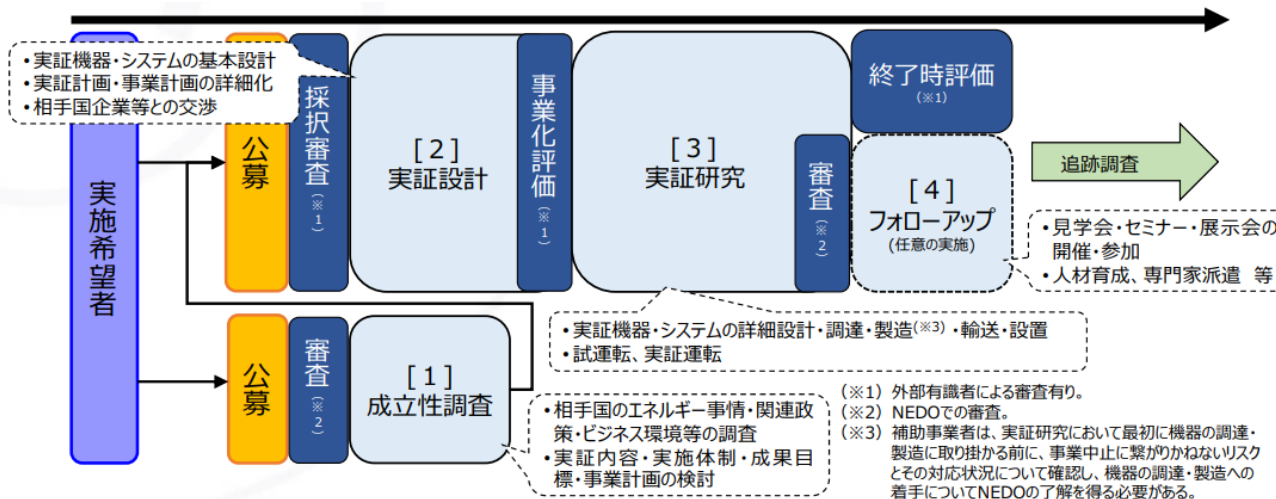 ・実証機器・システムの基本設計
・実証計画・事業計画の詳細化
・相手国企業等との交渉
実施希望者
公募
採択審査(※1)
[2]
実証設計
事業化評価(※1)
[3]
実証研究
審査(※2)
終了時評価
(※1)
[4]
フォローアップ
(任意の実施)
追跡調査
・見学会・セミナー・展示会の
開催・参加
・人材育成、専門家派遣 等
・実証機器・システムの詳細設計・調達・製造(※3)・輸送・設置
・試運転、実証運転
公募
審査(※2)
[1]
成立性調査
・相手国のエネルギー事情・関連政
策・ビジネス環境等の調査
・実証内容・実施体制・成果目
標・事業計画の検討
(※1) 外部有識者による審査有り。
(※2) NEDOでの審査。
(※3) 補助事業者は、実証研究において最初に機器の調達・
製造に取り掛かる前に、事業中止に繋がりかねないリスク
とその対応状況について確認し、機器の調達・製造への
着手についてNEDOの了解を得る必要がある。